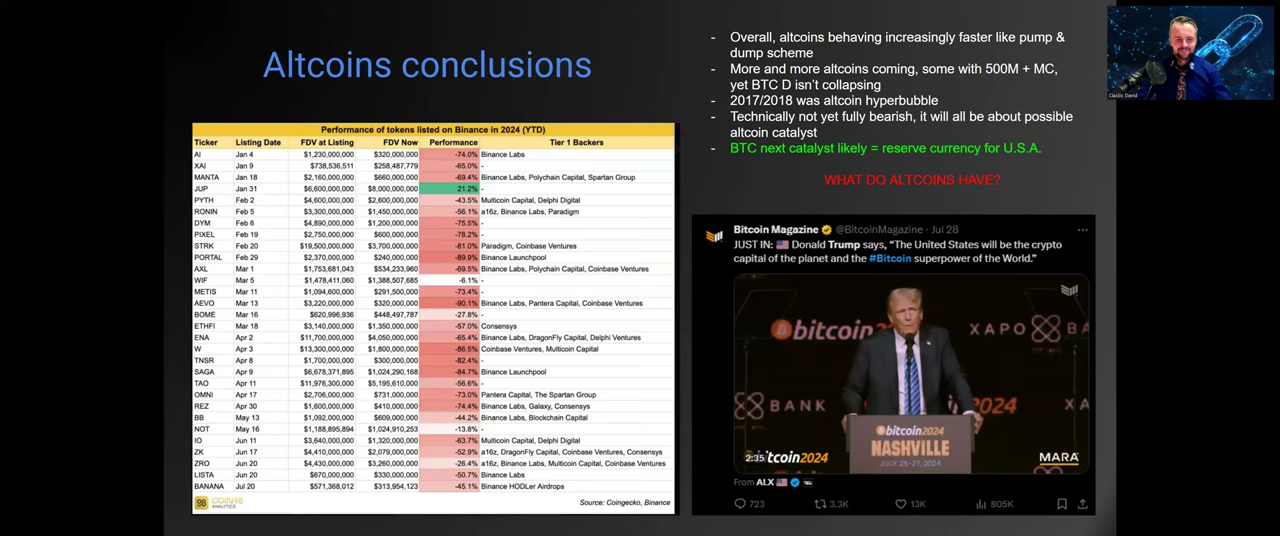 Altcoins conclusions
- Overall, altcoins behaving increasingly faster like pump &
dump scheme
- More and more altcoins coming, some with 500M + MC,
yet BTC D isn't collapsing
- 2017/2018 was altcoin hyperbubble
- Technically not yet fully bearish, it will all be about possible
altcoin catalyst
- BTC next catalyst likely = reserve currency for U.S.A.
WHAT DO ALTCOINS HAVE?
Classic David
Performance of tokens listed on Binance in 2024 (YTD)
Ticker Listing Date FDV at Listing FDV Now Performance Tier 1 Backers
AI Jan 4 $1,230,000,000 $320,000,000 -74.0% Binance Labs
XAI Jan 9 $738,536,511 $258,487,779 -65.0% -
MANTA Jan 18 $2,160,000,000 $660,000,000 -69.4% Binance Labs, Polychain Capital, Spartan Group
JUP Jan 31 $6,600,000,000 $8,000,000,000 21.2% -
PYTH Feb 2 $4,600,000,000 $2,600,000,000 -43.5% Multicoin Capital, Delphi Digital
RONIN Feb 5 $3,300,000,000 $1,450,000,000 -56.1% a16z, Binance Labs, Paradigm
DYM Feb 6 $4,890,000,000 $1,200,000,000 -75.5% -
PIXEL Feb 19 $2,750,000,000 $600,000,000 -78.2% -
STRK Feb 20 $19,500,000,000 $3,700,000,000 -81.0% Paradigm, Coinbase Ventures
PORTAL Feb 29 $2,370,000,000 $240,000,000 -89.9% Binance Launchpool
AXL Mar 1 $1,753,681,043 $534,233,960 -69.5% Binance Labs, Polychain Capital, Coinbase Ventures
WIF Mar 5 $1,478,411,060 $1,388,507,685 -6.1% -
METIS Mar 11 $1,094,600,000 $291,500,000 -73.4% -
AEVO Mar 13 $3,220,000,000 $320,000,000 -90.1% Binance Labs, Pantera Capital, Coinbase Ventures
BOME Mar 16 $620,996,936 $448,497,787 -27.8% -
ETHFI Mar 18 $3,140,000,000 $1,350,000,000 -57.0% Consensys
ENA Apr 2 $11,700,000,000 $4,050,000,000 -65.4% Binance Labs, DragonFly Capital, Delphi Ventures
W Apr 3 $13,300,000,000 $1,800,000,000 -86.5% Coinbase Ventures, Multicoin Capital
TNSR Apr 8 $1,700,000,000 $300,000,000 -82.4% -
SAGA Apr 9 $6,678,371,895 $1,024,290,168 -84.7% Binance Launchpool
TAO Apr 11 $11,976,300,000 $5,195,610,000 -56.6% -
OMNI Apr 17 $2,706,000,000 $731,000,000 -73.0% Pantera Capital, The Spartan Group
REZ Apr 30 $1,600,000,000 $410,000,000 -74.4% Binance Labs, Galaxy, Consensys
BB May 13 $1,092,000,000 $609,000,000 -44.2% Binance Labs, Blockchain Capital
NOT May 16 $1,188,895,894 $1,024,910,253 -13.8% -
IO Jun 11 $3,640,000,000 $1,320,000,000 -63.7% Multicoin Capital, Delphi Digital
ZK Jun 17 $4,410,000,000 $2,079,000,000 -52.9% a16z, DragonFly Capital, Coinbase Ventures, Consensys
ZRO Jun 20 $4,430,000,000 $3,260,000,000 -26.4% a16z, Binance Labs, Multicoin Capital, Coinbase Ventures
LISTA Jun 20 $670,000,000 $330,000,000 -50.7% Binance Labs
BANANA Jul 20 $571,368,012 $313,954,123 -45.1% Binance HODLer Airdrops
98 COIN98
ANALYTICS
Source: Coingecko, Binance
Bitcoin Magazine @BitcoinMagazine · Jul 28 ...
JUST IN: 🇺🇸 Donald Trump says, "The United States will be the crypto
capital of the planet and the #Bitcoin superpower of the World."
bitcoin2
XAPO BA
BANK
2024
XA
bitcoin2024
NASHVILLE
JULY 25-27, 2024
2:35
itcoin2024
MARA
From ALX 🇺🇸
723 3.3K 13K 805K